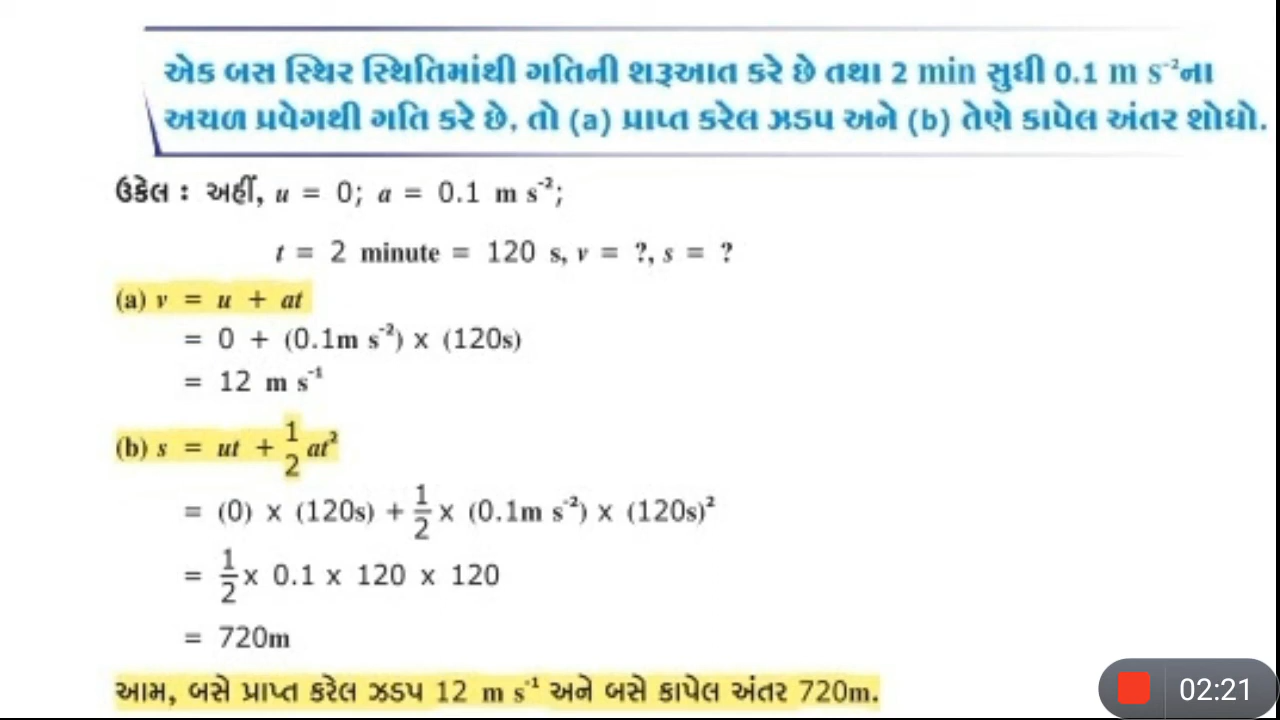 એક બસ સ્થિર સ્થિતિમાંથી ગતિની શરૂઆત કરે છે તથા 2 min સુધી 0.1 m s⁻²ના
અચળ પ્રવેગથી ગતિ કરે છે, તો (a) પ્રાપ્ત કરેલ ઝડપ અને (b) તેણે કાપેલ અંતર શોધો.
ઉકેલ : અહીં, u = 0; a = 0.1 m s⁻²;
t = 2 minute = 120 s, v = ?, s = ?
(a) v = u + at
= 0 + (0.1m s⁻²) x (120s)
= 12 m s⁻¹
(b) s = ut + 1/2 at²
= (0) x (120s) + 1/2 x (0.1m s⁻²) x (120s)²
= 1/2 x 0.1 x 120 x 120
= 720m
આમ, બસે પ્રાપ્ત કરેલ ઝડપ 12 m s⁻¹ અને બસે કાપેલ અંતર 720m.
02:21